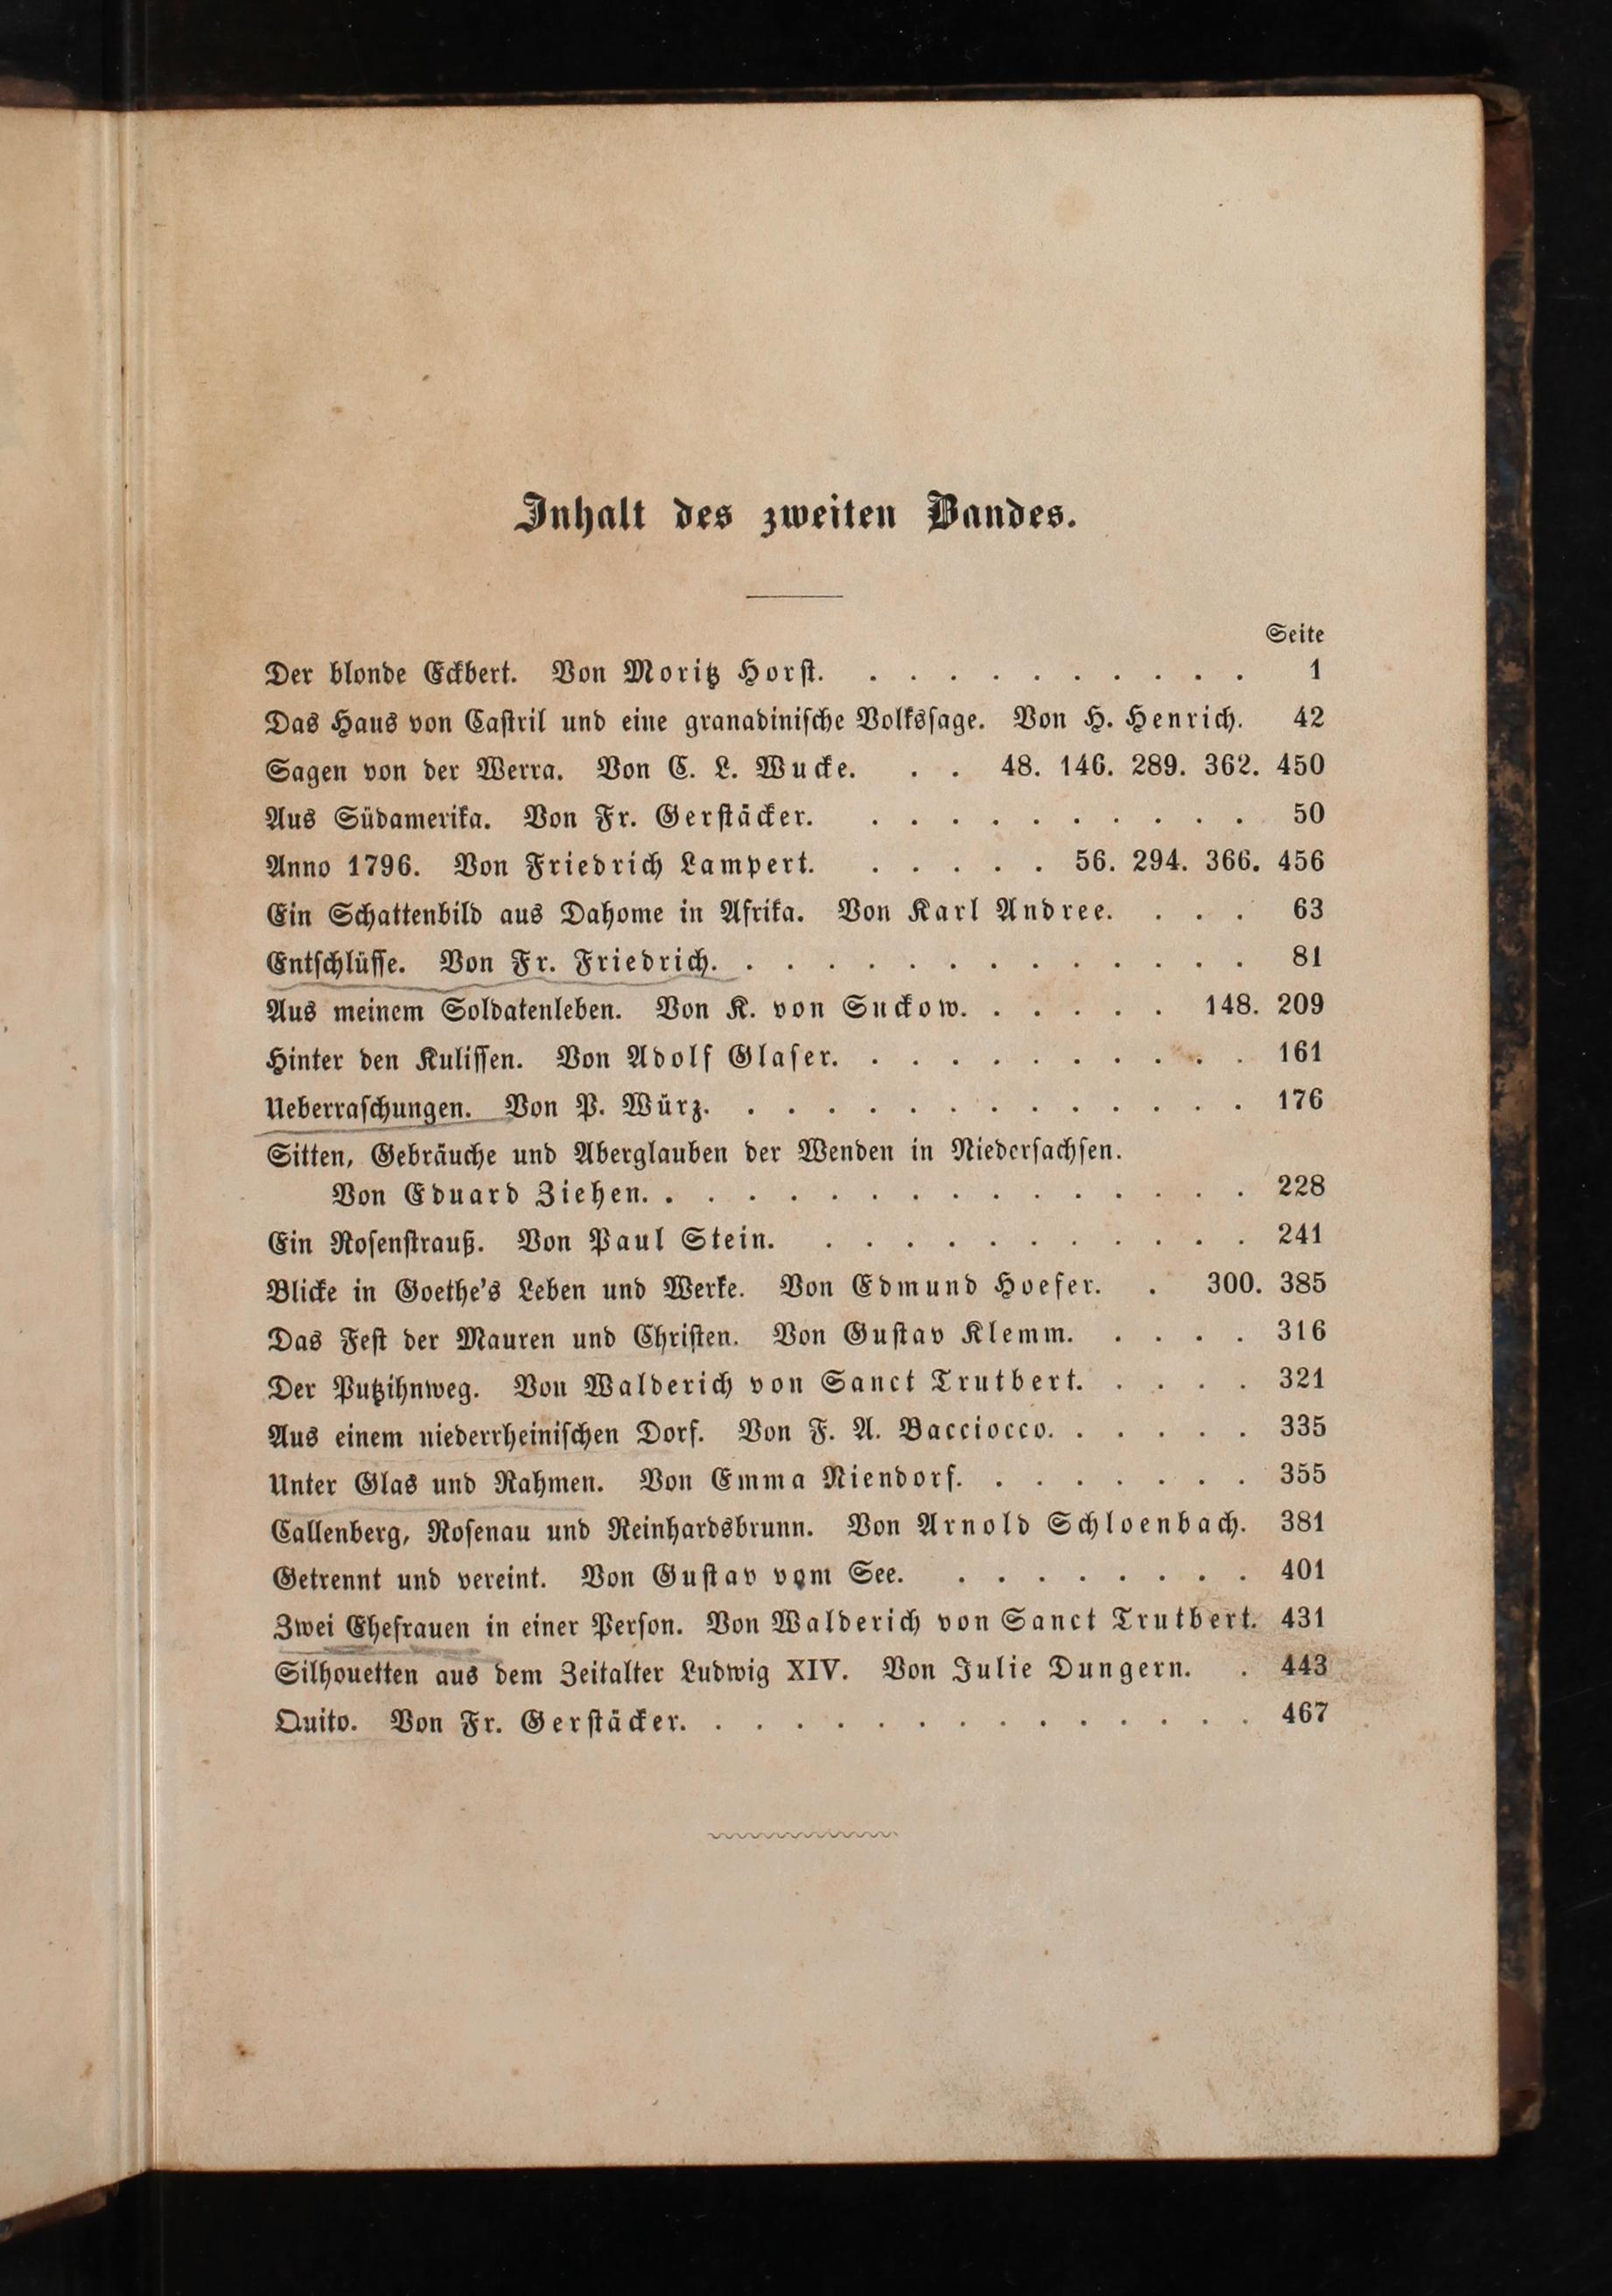 Inhalt des zweiten Bandes.
Seite
Der blonde Eckbert. Von Moritz Horst. . . . . . . . . . . 1
Das Haus von Castril und eine granadinische Volkssage. Von H. Henrich. 42
Sagen von der Werra. Von C. L. Wucke. . . 48. 146. 289. 362. 450
Aus Südamerika. Von Fr. Gerstäcker. . . . . . . . . . . 50
Anno 1796. Von Friedrich Lampert. . . . . . 56. 294. 366. 456
Ein Schattenbild aus Dahome in Afrika. Von Karl Andree. . . . 63
Entschlüsse. Von Fr. Friedrich. . . . . . . . . . . . . . 81
Aus meinem Soldatenleben. Von K. von Suckow. . . . . . 148. 209
Hinter den Kulissen. Von Adolf Glaser. . . . . . . . . . . 161
Ueberraschungen. Von P. Würz. . . . . . . . . . . . . . 176
Sitten, Gebräuche und Aberglauben der Wenden in Niedersachsen.
Von Eduard Ziehen. . . . . . . . . . . . . . . . 228
Ein Rosenstrauß. Von Paul Stein. . . . . . . . . . . . 241
Blicke in Goethe's Leben und Werke. Von Edmund Hoefer. . 300. 385
Das Fest der Mauren und Christen. Von Gustav Klemm. . . . . 316
Der Putzihnweg. Von Walderich von Sanct Trutbert. . . . . 321
Aus einem niederrheinischen Dorf. Von F. A. Bacciocco. . . . . . 335
Unter Glas und Rahmen. Von Emma Niendorf. . . . . . . . 355
Callenberg, Rosenau und Reinhardsbrunn. Von Arnold Schloenbach. 381
Getrennt und vereint. Von Gustav vom See. . . . . . . . . 401
Zwei Ehefrauen in einer Person. Von Walderich von Sanct Trutbert. 431
Silhouetten aus dem Zeitalter Ludwig XIV. Von Julie Dungern. . 443
Quito. Von Fr. Gerstäcker. . . . . . . . . . . . . . . 467